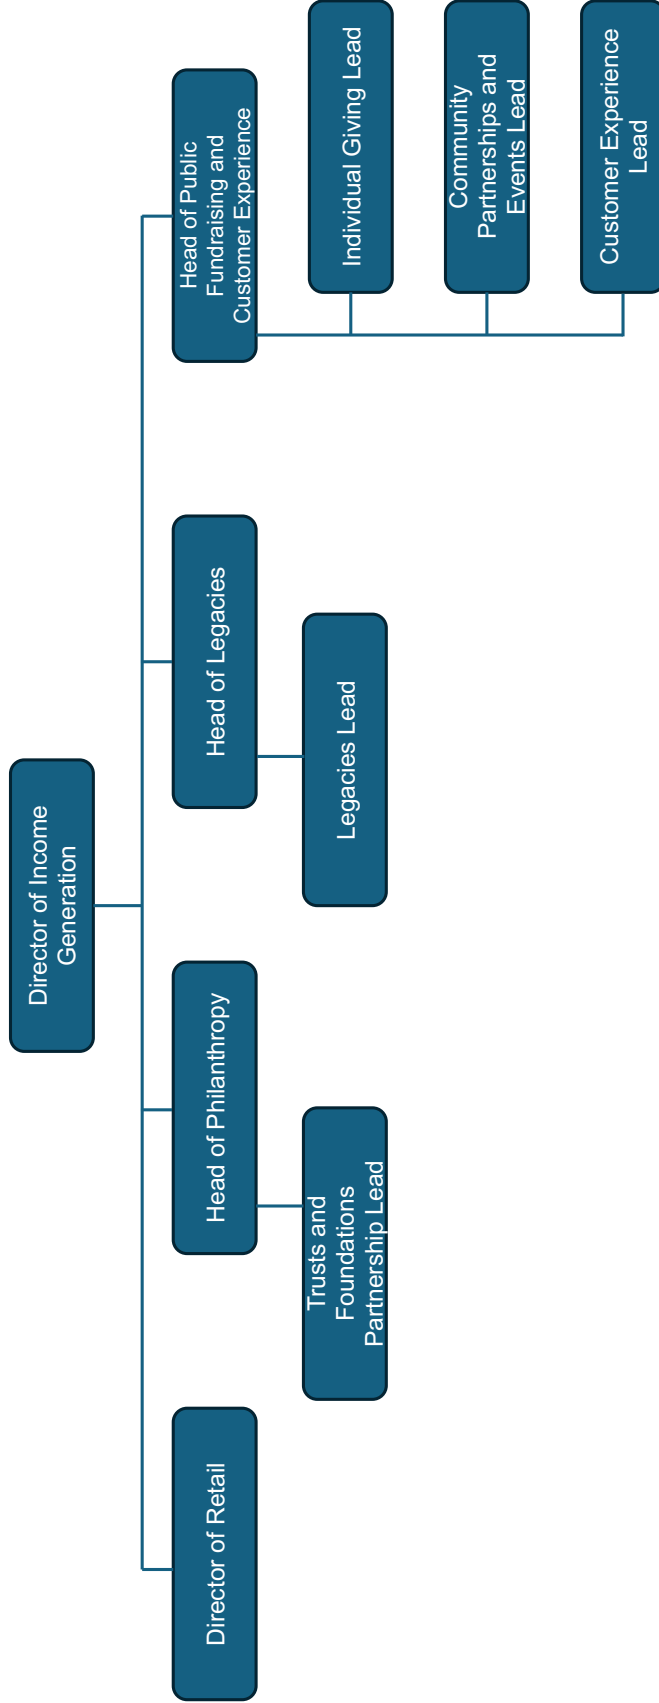 Director of Income
Generation
Director of Retail
Head of Philanthropy
Head of Legacies
Head of Public
Fundraising and
Customer Experience
Trusts and
Foundations
Partnership Lead
Legacies Lead
Individual Giving Lead
Community
Partnerships and
Events Lead
Customer Experience
Lead